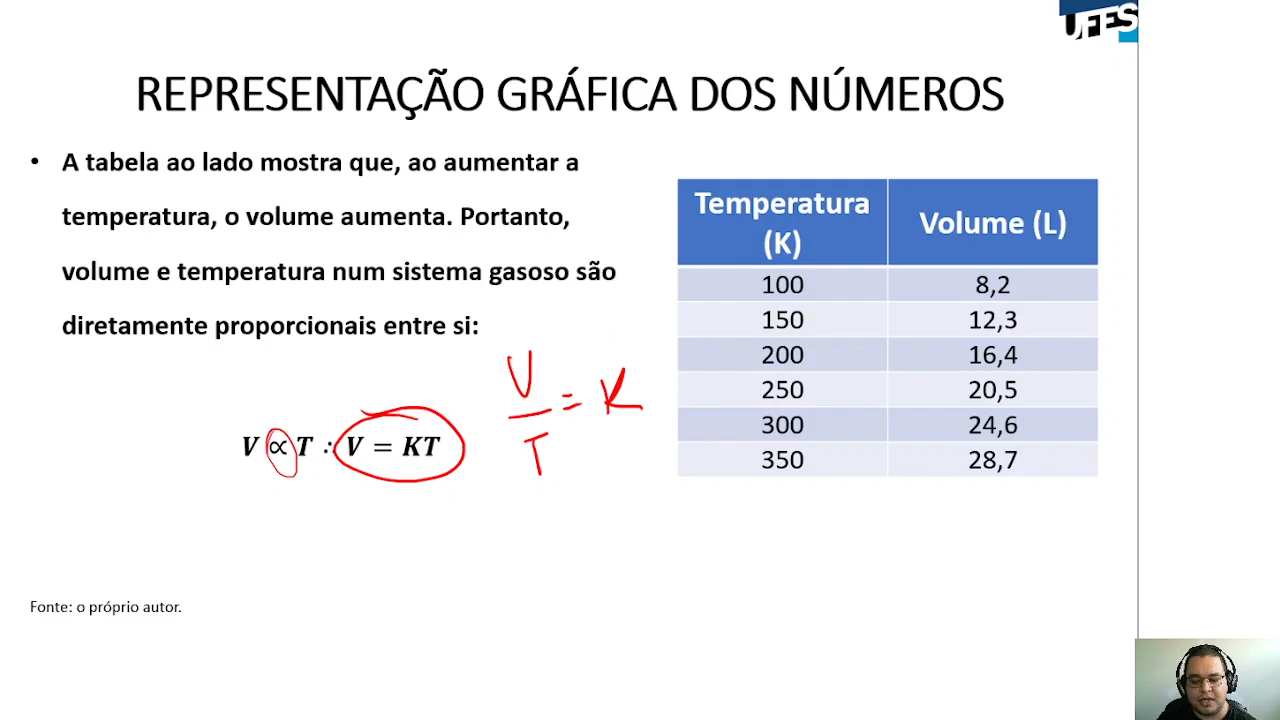 UFES
REPRESENTAÇÃO GRÁFICA DOS NÚMEROS
• A tabela ao lado mostra que, ao aumentar a
temperatura, o volume aumenta. Portanto,
volume e temperatura num sistema gasoso são
diretamente proporcionais entre si:
V ∝ T ∴ V = KT
V
— = K
T
Temperatura (K) Volume (L)
100 8,2
150 12,3
200 16,4
250 20,5
300 24,6
350 28,7
Fonte: o próprio autor.